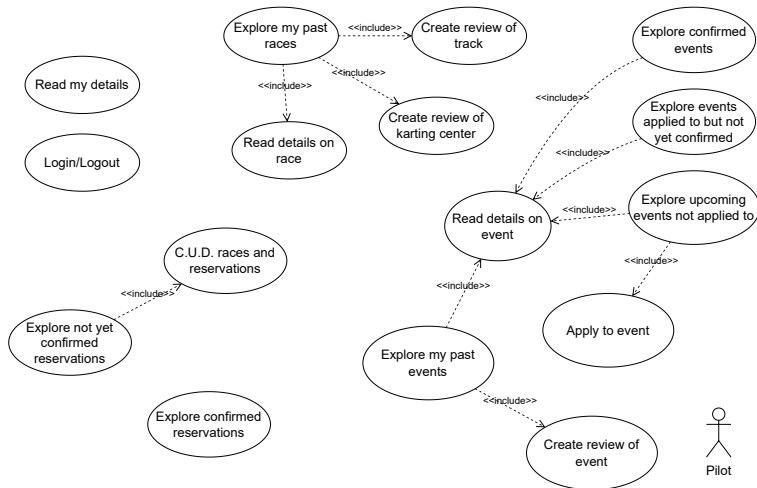 Explore my past
races
<<include>>
Create review of
track
Explore confirmed
events
Read my details
<<include>>
<<include>>
<<include>>
Explore events
applied to but not
yet confirmed
Create review of
karting center
Login/Logout
Read details on
race
<<include>>
Explore upcoming
events not applied to
<<include>>
Read details on
event
C.U.D. races and
reservations
<<include>>
<<include>>
<<include>>
Explore not yet
confirmed
reservations
Apply to event
Explore my past
events
<<include>>
Explore confirmed
reservations
Create review of
event
Pilot